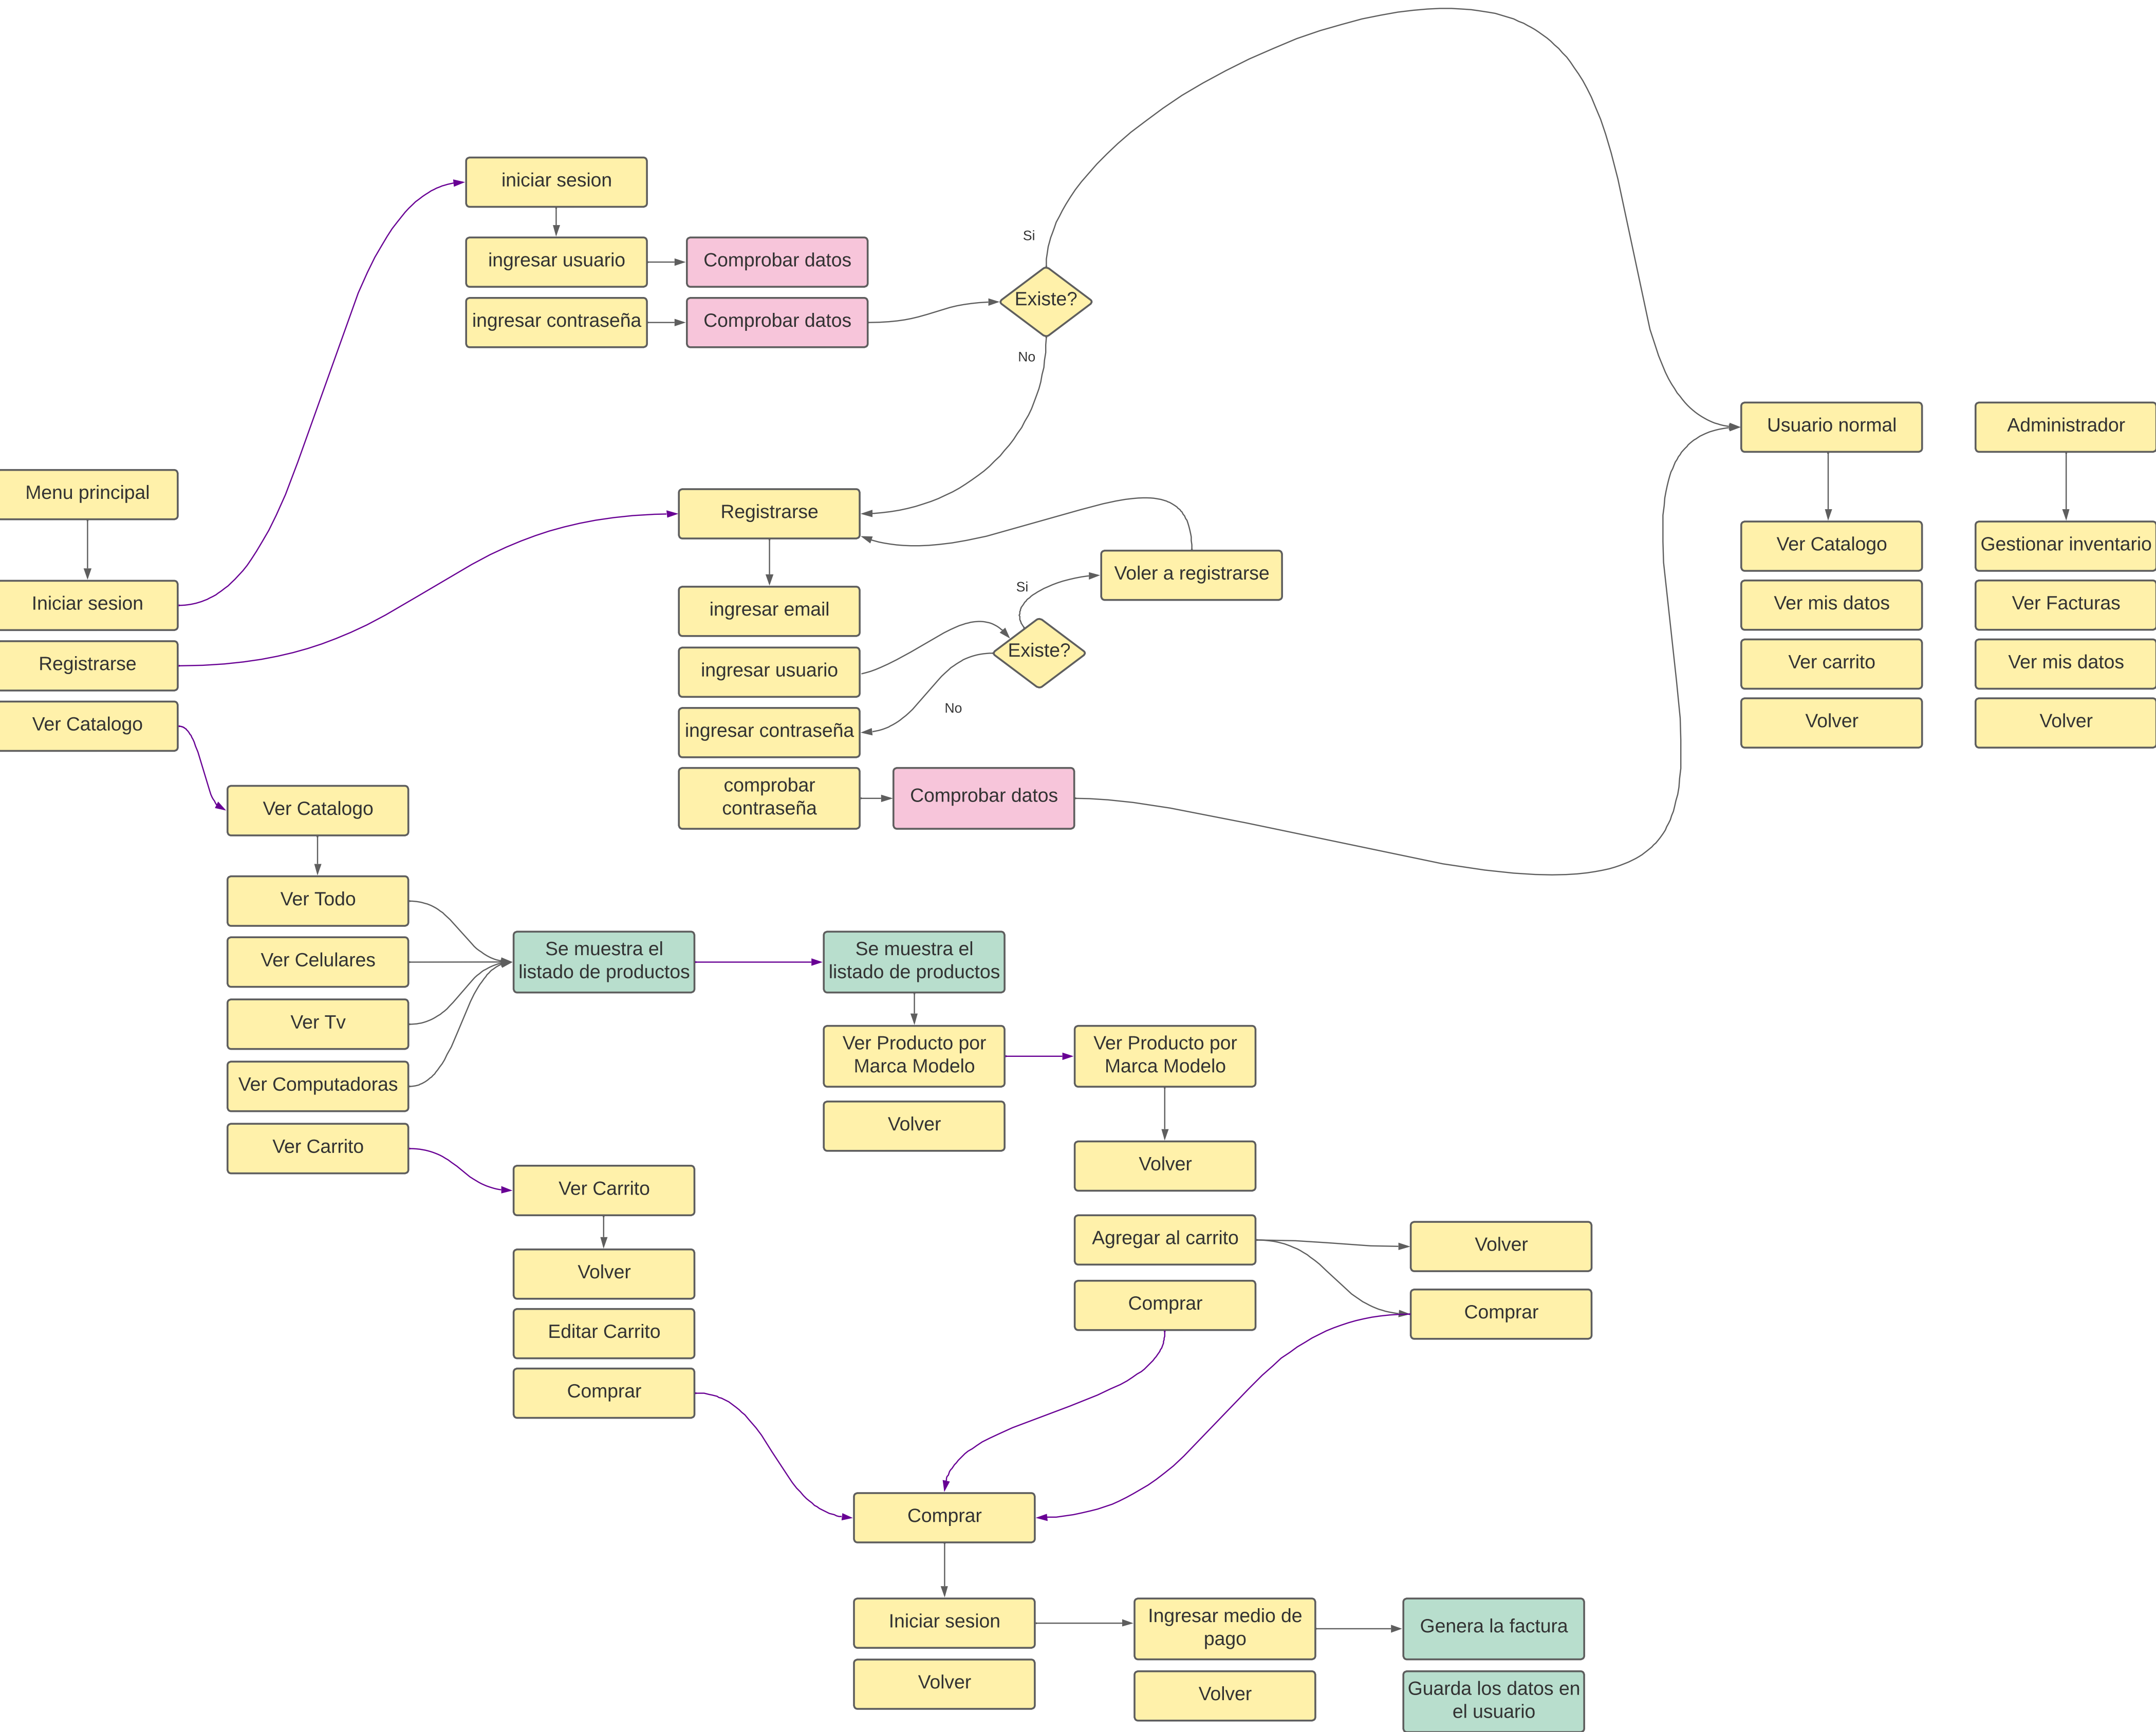 iniciar sesion
Si
ingresar usuario
Comprobar datos
ingresar contraseña
Comprobar datos
Existe?
No
Usuario normal
Administrador
Menu principal
Registrarse
Ver Catalogo
Gestionar inventario
Voler a registrarse
Si
Iniciar sesion
ingresar email
Ver mis datos
Ver Facturas
Registrarse
ingresar usuario
Existe?
Ver carrito
Ver mis datos
No
Ver Catalogo
ingresar contraseña
Volver
Volver
comprobar
contraseña
Comprobar datos
Ver Catalogo
Ver Todo
Ver Celulares
Se muestra el
listado de productos
Se muestra el
listado de productos
Ver Tv
Ver Producto por
Marca Modelo
Ver Producto por
Marca Modelo
Ver Computadoras
Volver
Ver Carrito
Volver
Ver Carrito
Agregar al carrito
Volver
Volver
Comprar
Comprar
Editar Carrito
Comprar
Comprar
Iniciar sesion
Ingresar medio de
pago
Genera la factura
Volver
Volver
Guarda los datos en
el usuario